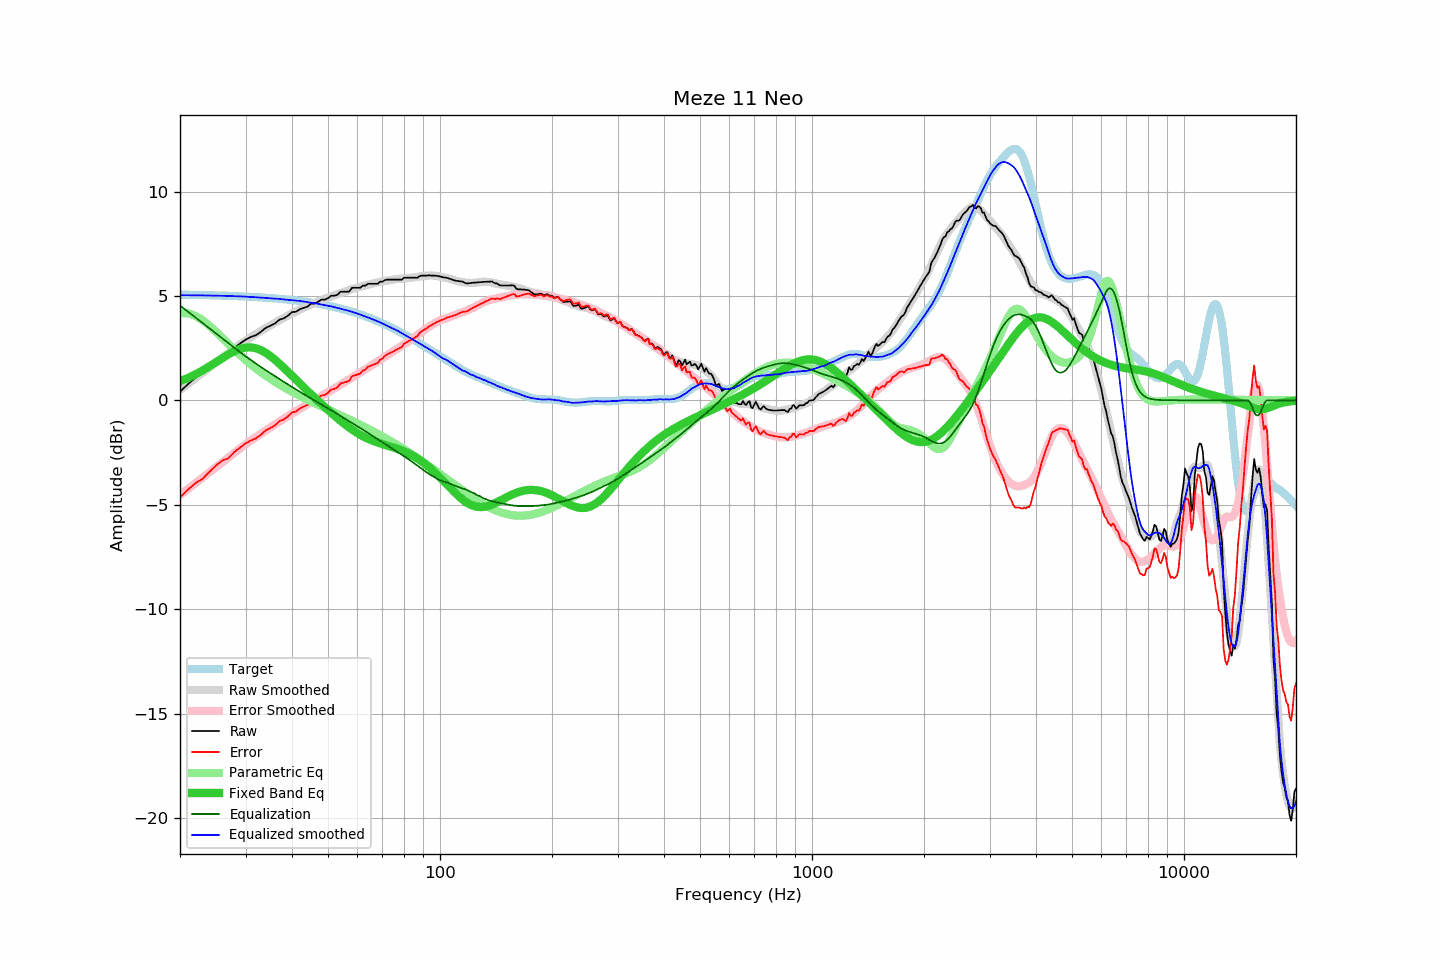 Meze 11 Neo
10
5
0
−5
−10
−15
−20
Amplitude (dBr)
Target
Raw Smoothed
Error Smoothed
Raw
Error
Parametric Eq
Fixed Band Eq
Equalization
Equalized smoothed
100 1000 10000
Frequency (Hz)